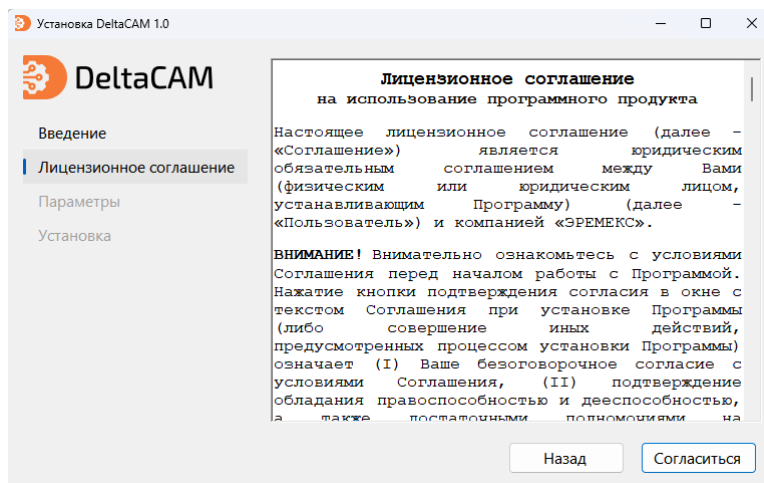 Установка DeltaCAM 1.0
DeltaCAM
Введение
Лицензионное соглашение
Параметры
Установка
Лицензионное соглашение
на использование программного продукта
Настоящее лицензионное соглашение (далее –
«Соглашение») является юридическим
обязательным соглашением между Вами
(физическим или юридическим лицом,
устанавливающим Программу) (далее –
«Пользователь») и компанией «ЭРЕМЕКС».
ВНИМАНИЕ! Внимательно ознакомьтесь с условиями
Соглашения перед началом работы с Программой.
Нажатие кнопки подтверждения согласия в окне с
текстом Соглашения при установке Программы
(либо совершение иных действий,
предусмотренных процессом установки Программы)
означает (I) Ваше безоговорочное согласие с
условиями Соглашения, (II) подтверждение
обладания правоспособностью и дееспособностью,
а также достаточными полномочиями на
Назад
Согласиться